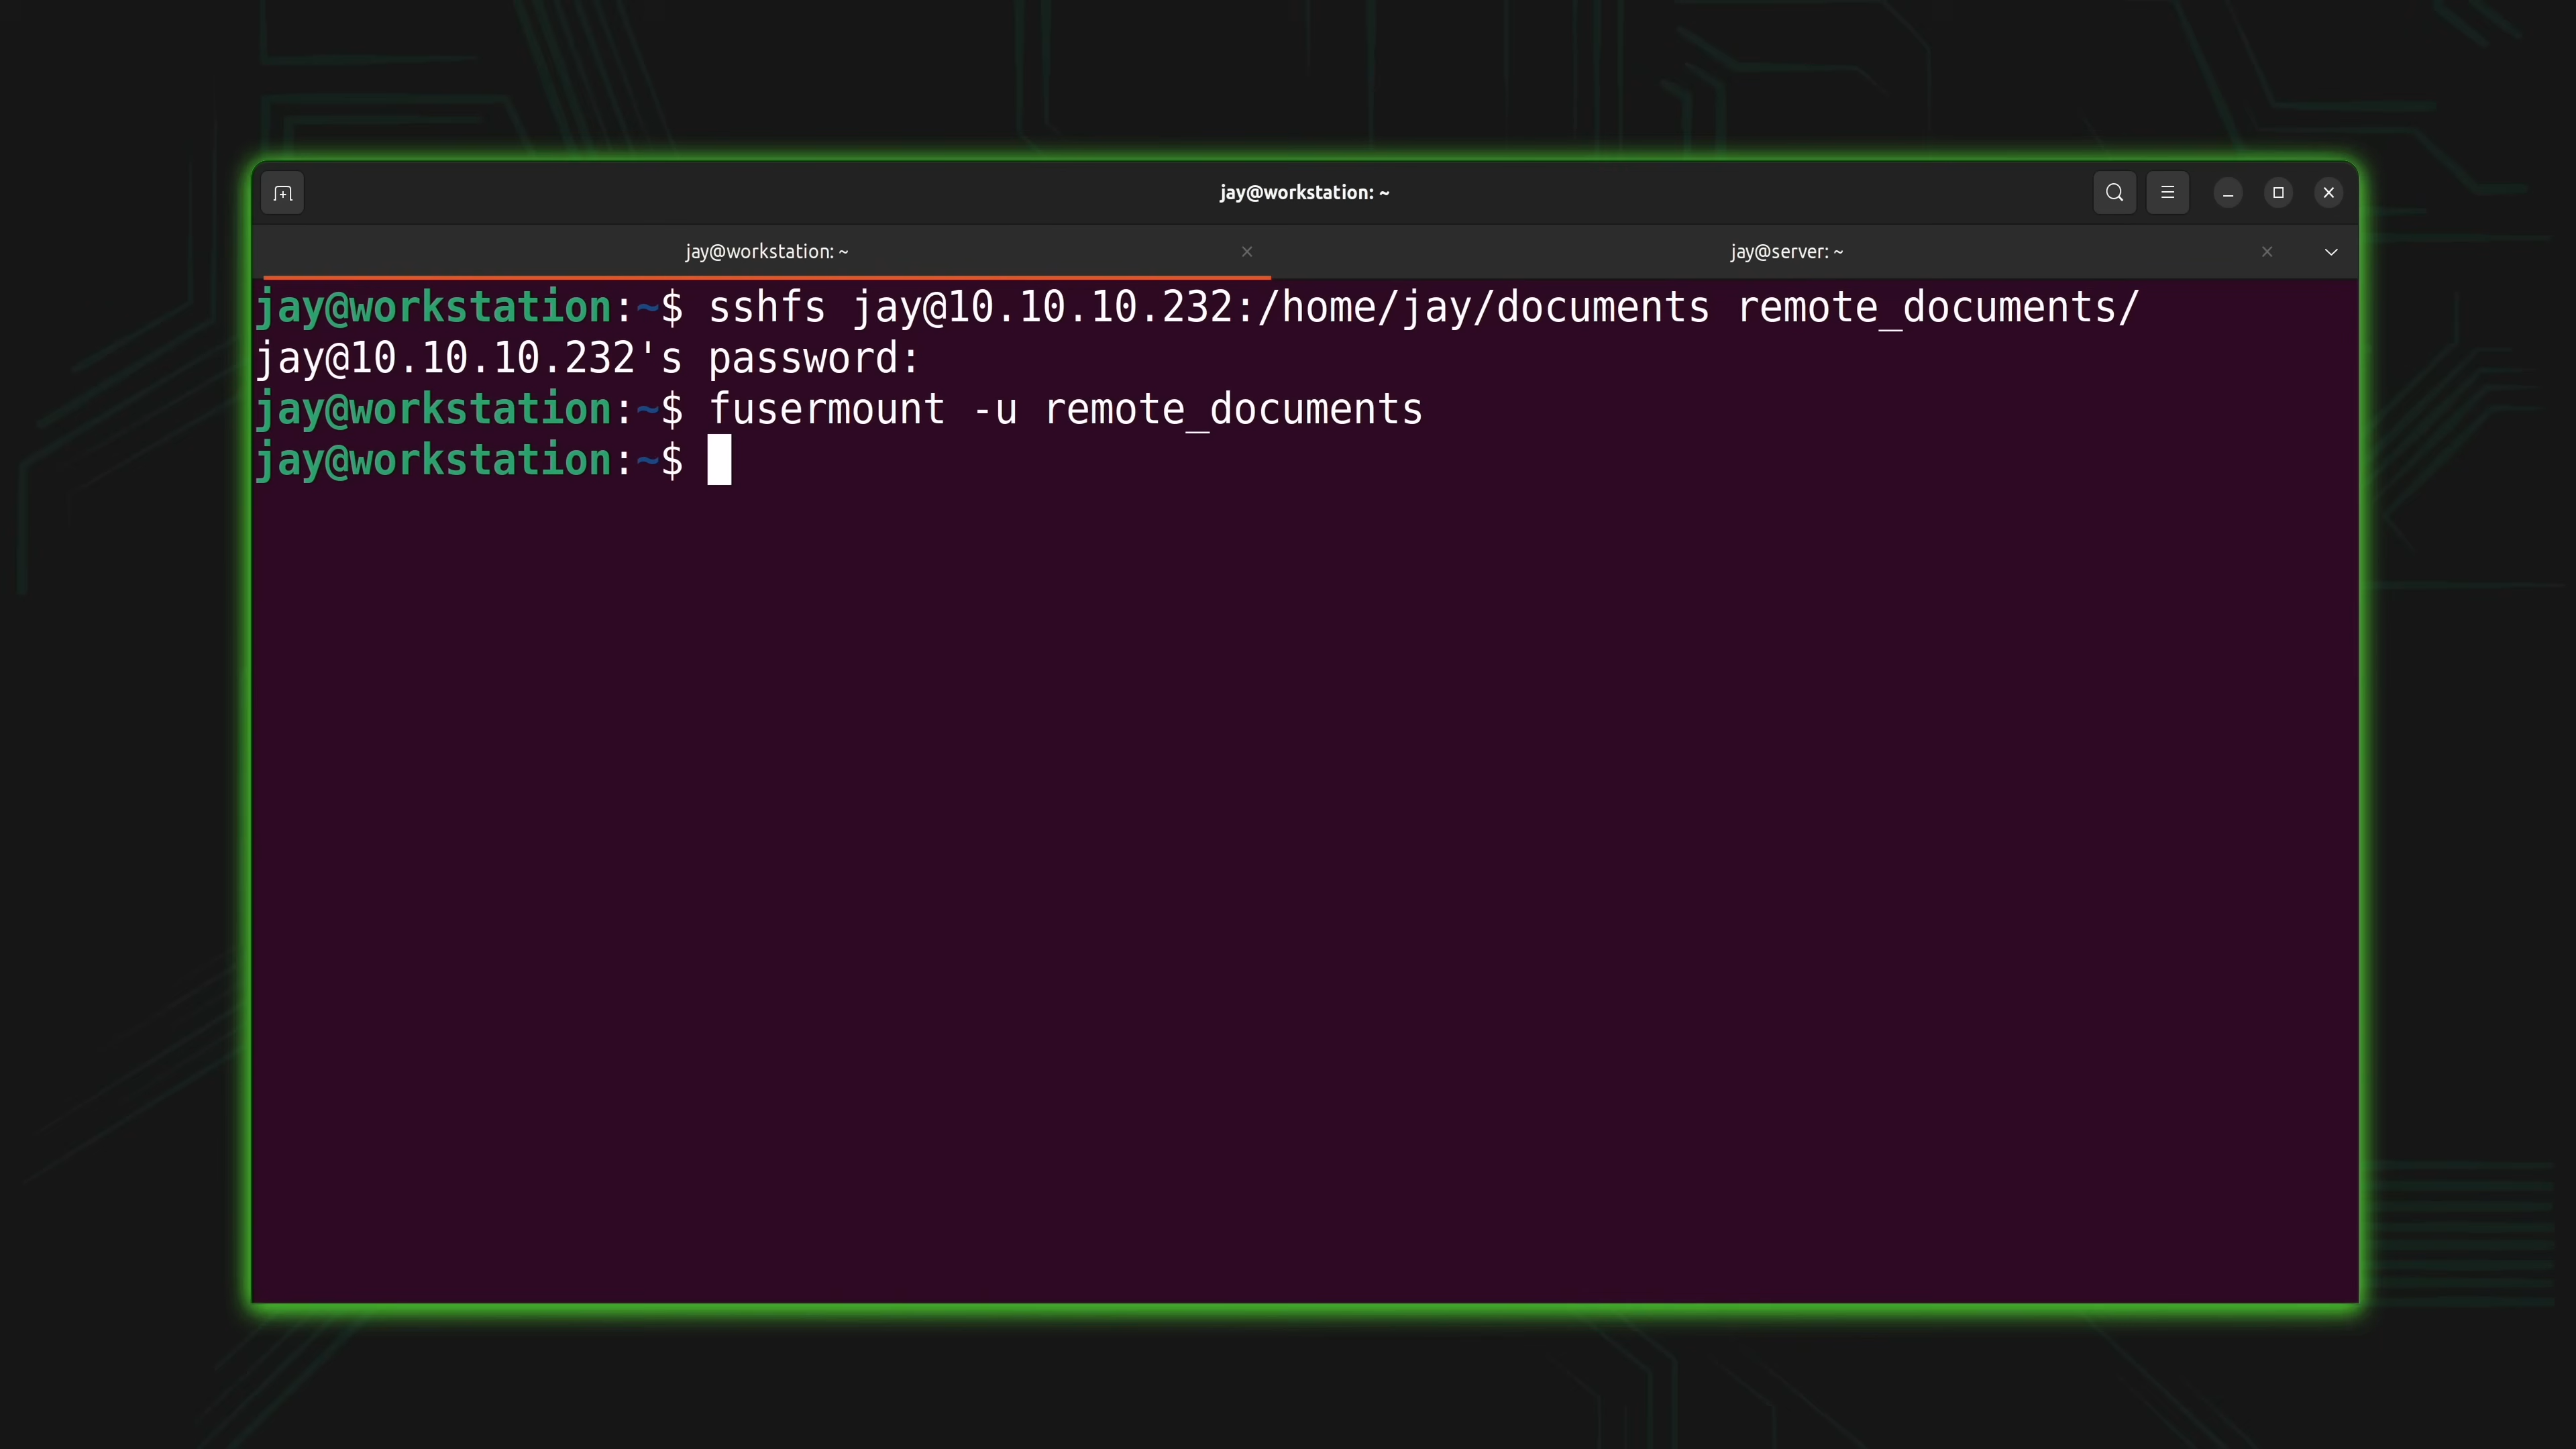 jay@workstation: ~
jay@workstation: ~
jay@server: ~
jay@workstation:~$ sshfs jay@10.10.10.232:/home/jay/documents remote_documents/
jay@10.10.10.232's password:
jay@workstation:~$ fusermount -u remote_documents
jay@workstation:~$